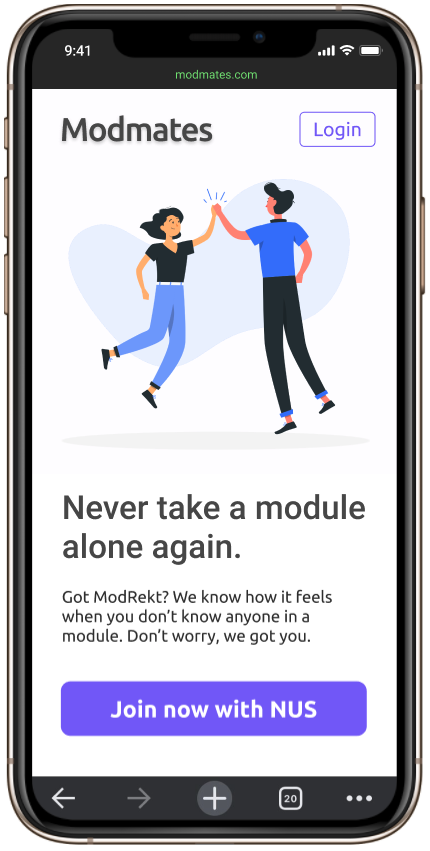 9:41
modmates.com
Modmates
Login
Never take a module
alone again.
Got ModRekt? We know how it feels
when you don’t know anyone in a
module. Don’t worry, we got you.
Join now with NUS
20